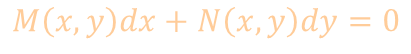 M(x, y)dx + N(x, y)dy = 0